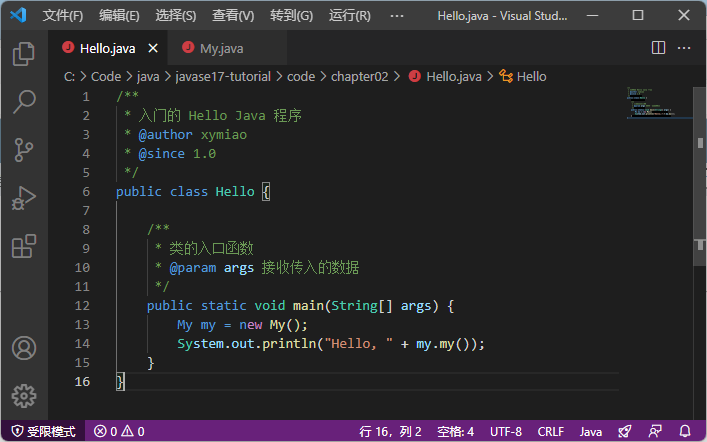 文件(F) 编辑(E) 选择(S) 查看(V) 转到(G) 运行(R) ··· Hello.java - Visual Stud...
Hello.java My.java
C: > Code > java > javase17-tutorial > code > chapter02 > Hello.java > Hello
1 /**
2  * 入门的 Hello Java 程序
3  * @author xymiao
4  * @since 1.0
5  */
6 public class Hello {
7
8     /**
9      * 类的入口函数
10      * @param args 接收传入的数据
11      */
12     public static void main(String[] args) {
13         My my = new My();
14         System.out.println("Hello, " + my.my());
15     }
16 }
受限模式 0 0 行 16，列 2 空格: 4 UTF-8 CRLF Java